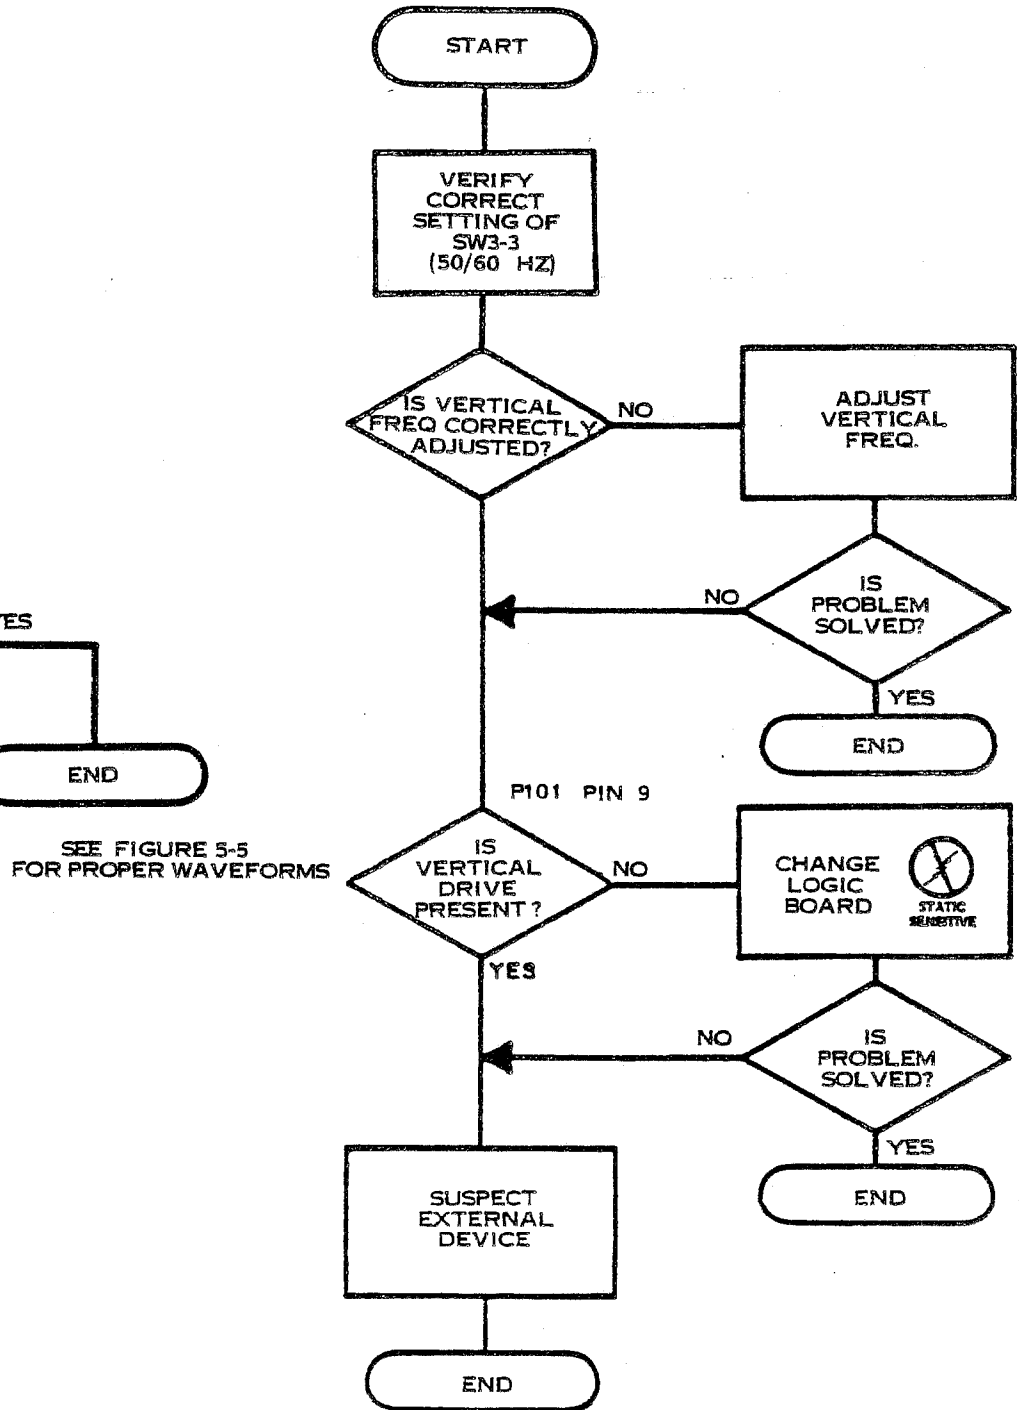 START
VERIFY
CORRECT
SETTING OF
SW3-3
(50/60 HZ)
IS VERTICAL
FREQ CORRECTLY
ADJUSTED?
NO
ADJUST
VERTICAL
FREQ.
IS
PROBLEM
SOLVED?
NO
YES
END
YES
END
P101 PIN 9
SEE FIGURE 5-5
FOR PROPER WAVEFORMS
IS
VERTICAL
DRIVE
PRESENT?
NO
CHANGE
LOGIC
BOARD
STATIC
SENSITIVE
YES
IS
PROBLEM
SOLVED?
NO
YES
END
SUSPECT
EXTERNAL
DEVICE
END